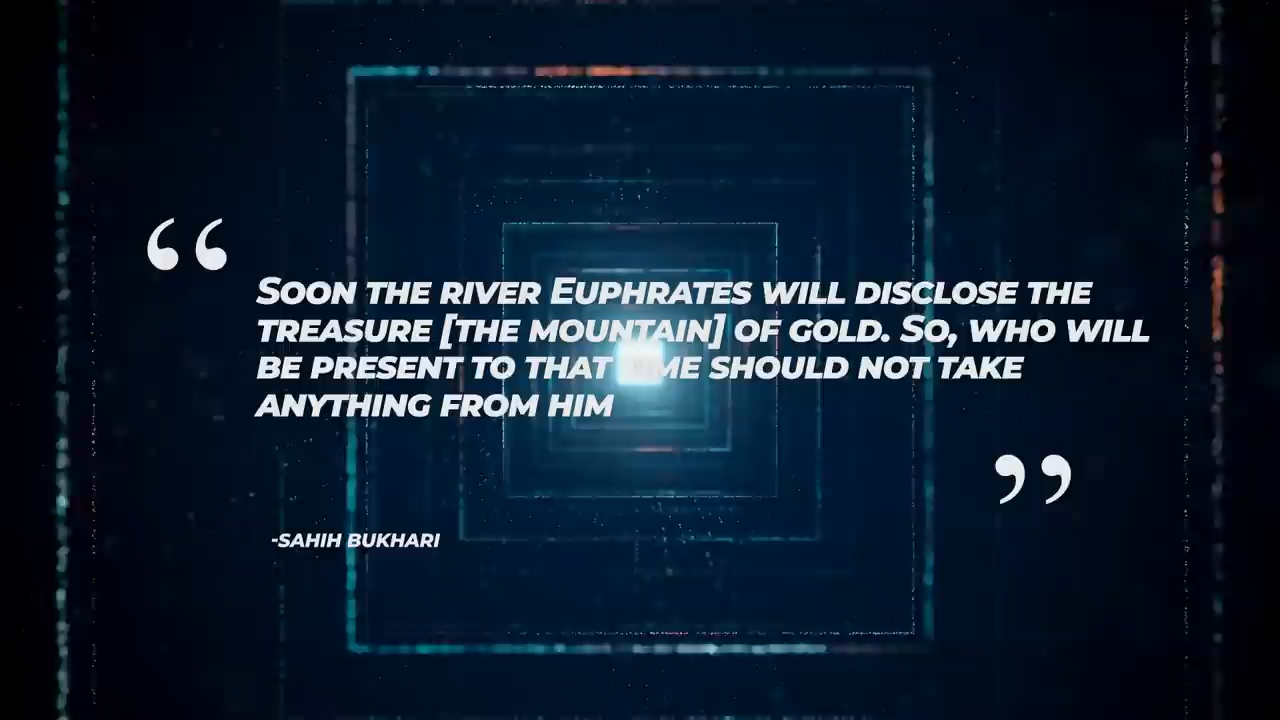 “
Soon the river Euphrates will disclose the
treasure [the mountain] of gold. So, who will
be present to that time should not take
anything from him
”
-SAHIH BUKHARI